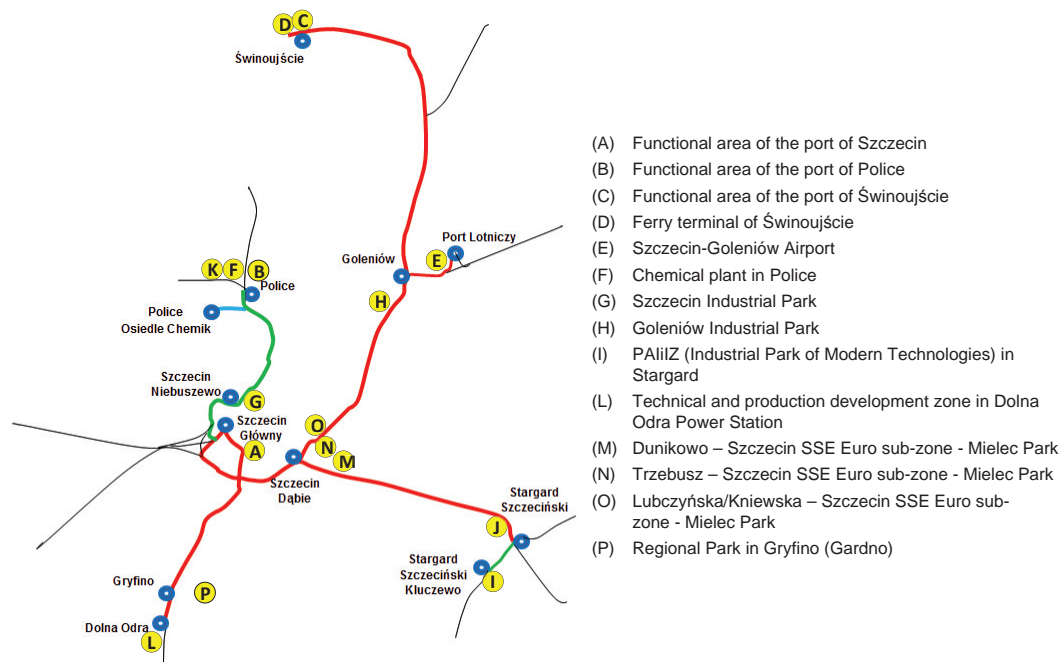 D
C
Świnoujście
Port Lotniczy
E
Goleniów
H
K
F
B
Police
Police
Osiedle Chemik
Szczecin
Niebuszewo
G
Szczecin
Główny
A
O
N
M
Szczecin
Dąbie
Stargard
Szczeciński
J
Stargard
Szczeciński
Kluczewo
I
Gryfino
P
Dolna Odra
L
(A) Functional area of the port of Szczecin
(B) Functional area of the port of Police
(C) Functional area of the port of Świnoujście
(D) Ferry terminal of Świnoujście
(E) Szczecin-Goleniów Airport
(F) Chemical plant in Police
(G) Szczecin Industrial Park
(H) Goleniów Industrial Park
(I) PAIiIZ (Industrial Park of Modern Technologies) in
Stargard
(L) Technical and production development zone in Dolna
Odra Power Station
(M) Dunikowo – Szczecin SSE Euro sub-zone - Mielec Park
(N) Trzebusz – Szczecin SSE Euro sub-zone - Mielec Park
(O) Lubczyńska/Kniewska – Szczecin SSE Euro sub-
zone - Mielec Park
(P) Regional Park in Gryfino (Gardno)